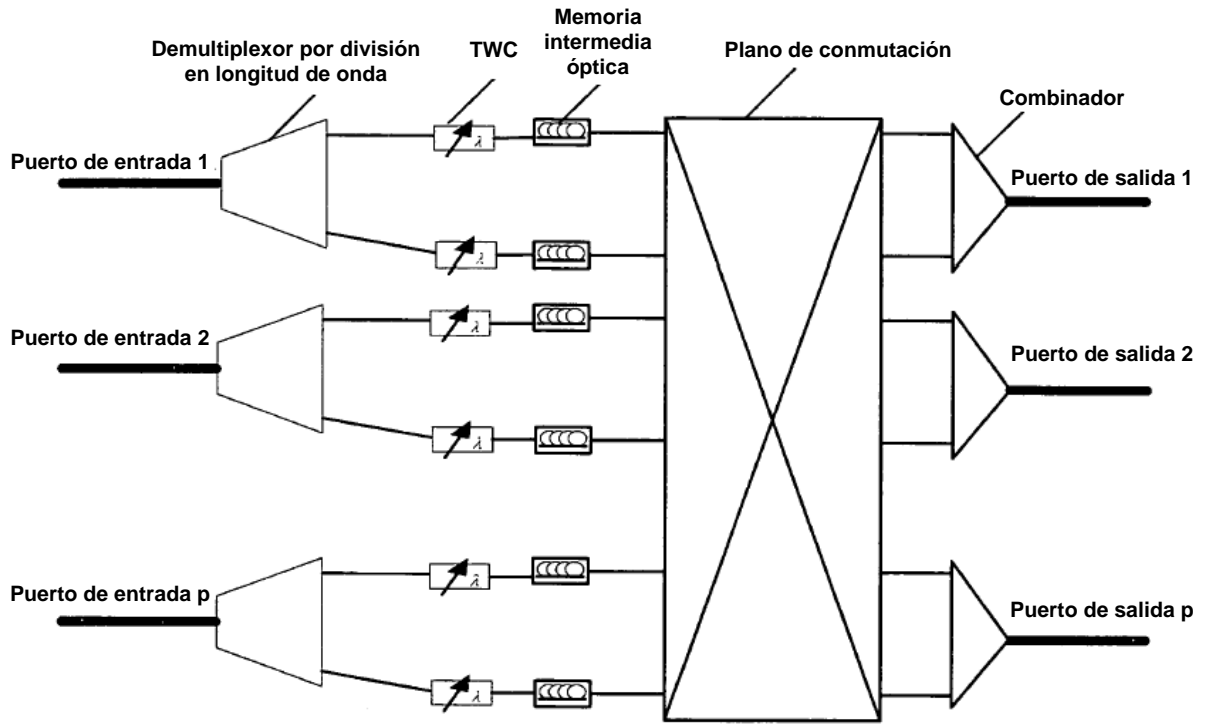 Demultiplexor por división
en longitud de onda
TWC
Memoria
intermedia
óptica
Plano de conmutación
Combinador
Puerto de entrada 1
λ
λ
Puerto de salida 1
Puerto de entrada 2
λ
λ
Puerto de salida 2
Puerto de entrada p
λ
λ
Puerto de salida p